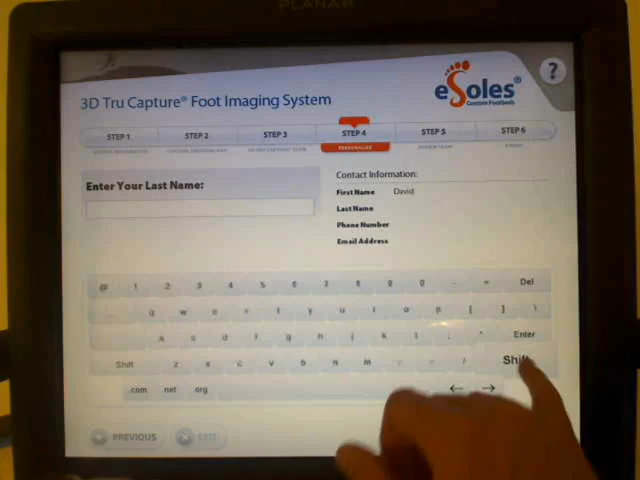 PLANAR
?
eSoles®
Custom Footbeds
3D Tru Capture® Foot Imaging System
STEP 1 STEP 2 STEP 3 STEP 4 STEP 5 STEP 6
PERSONALIZE
Contact Information:
Enter Your Last Name:
First Name David
Last Name
Phone Number
Email Address
@ 1 2 3 4 5 6 7 8 9 0 - = Del
q w e r t y u i o p [ ] \
a s d f g h j k l ; " Enter
Shift z x c v b n m / Shift
.com .net .org ← →
PREVIOUS EXIT